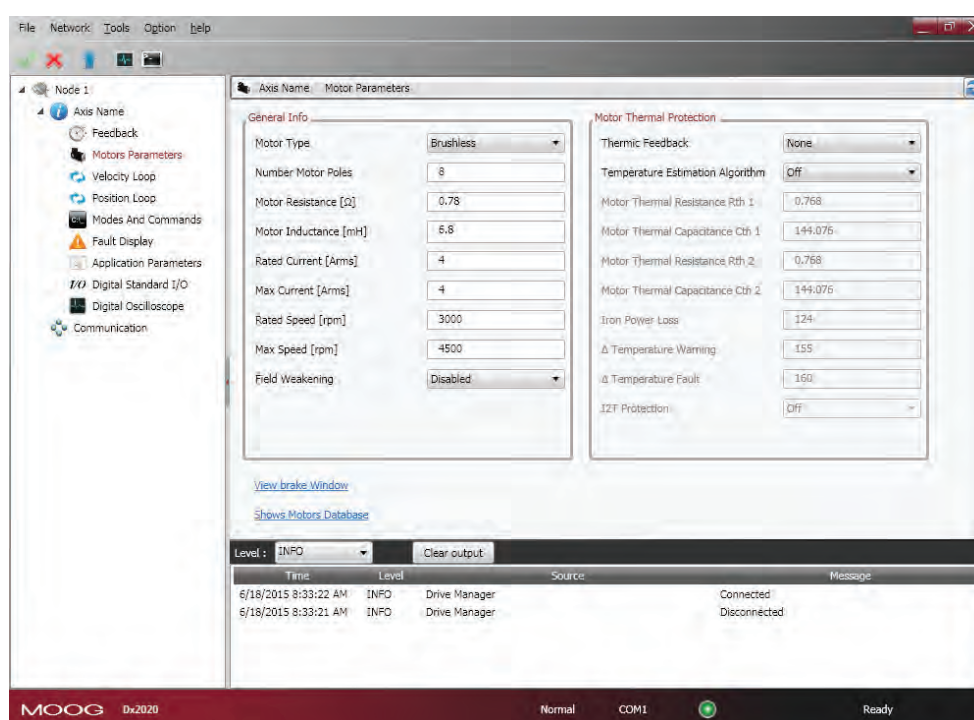 File Network Tools Option help
Node 1
Axis Name
Feedback
Motors Parameters
Velocity Loop
Position Loop
Modes And Commands
Fault Display
Application Parameters
I/O Digital Standard I/O
Digital Oscilloscope
Communication
Axis Name Motor Parameters
General Info
Motor Type Brushless
Number Motor Poles 8
Motor Resistance [Ω] 0.78
Motor Inductance [mH] 6.8
Rated Current [Arms] 4
Max Current [Arms] 4
Rated Speed [rpm] 3000
Max Speed [rpm] 4500
Field Weakening Disabled
Motor Thermal Protection
Thermic Feedback None
Temperature Estimation Algorithm Off
Motor Thermal Resistance Rth 1 0.768
Motor Thermal Capacitance Cth 1 144.076
Motor Thermal Resistance Rth 2 0.768
Motor Thermal Capacitance Cth 2 144.076
Iron Power Loss 124
Δ Temperature Warning 155
Δ Temperature Fault 160
I2T Protection Off
View brake Window
Shows Motors Database
Level : INFO Clear output
Time Level Source Message
6/18/2015 8:33:22 AM INFO Drive Manager Connected
6/18/2015 8:33:21 AM INFO Drive Manager Disconnected
MOOG Dx2020 Normal COM1 Ready